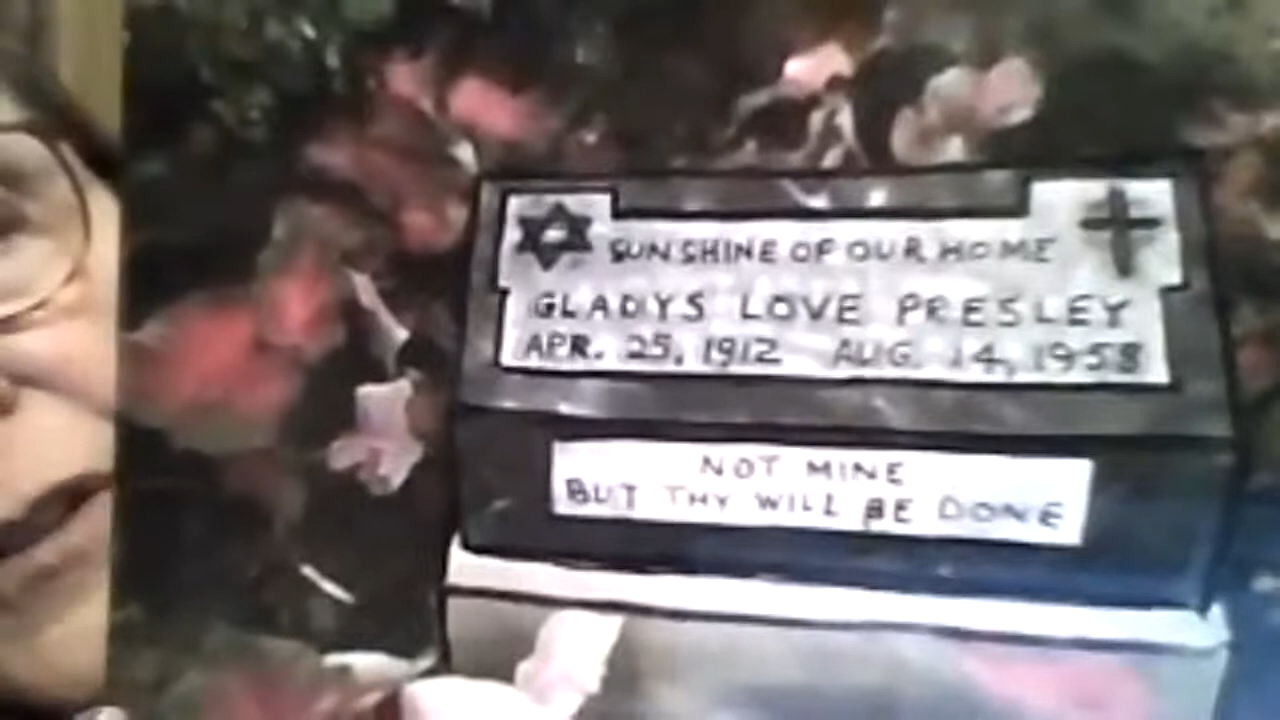 SUNSHINE OF OUR HOME
GLADYS LOVE PRESLEY
APR. 25, 1912 AUG. 14, 1958
NOT MINE
BUT THY WILL BE DONE